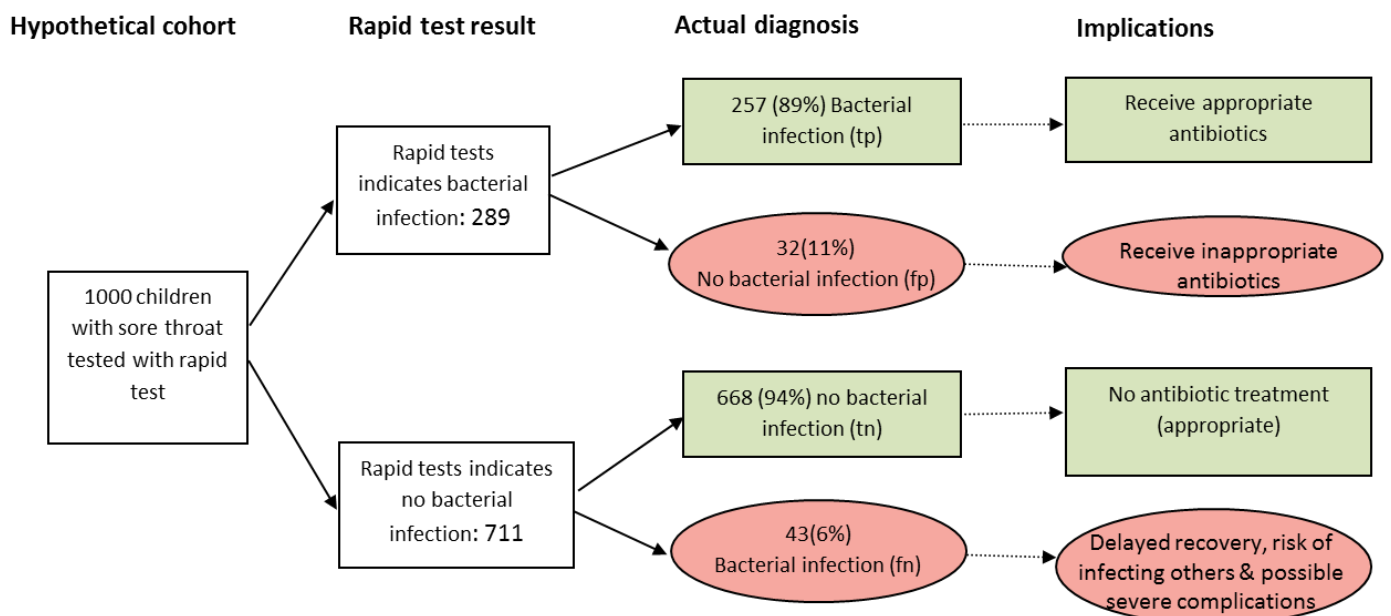 Hypothetical cohort
Rapid test result
Actual diagnosis
Implications
1000 children
with sore throat
tested with rapid
test
Rapid tests
indicates bacterial
infection: 289
257 (89%) Bacterial
infection (tp)
Receive appropriate
antibiotics
32(11%)
No bacterial infection (fp)
Receive inappropriate
antibiotics
Rapid tests indicates
no bacterial
infection: 711
668 (94%) no bacterial
infection (tn)
No antibiotic treatment
(appropriate)
43(6%)
Bacterial infection (fn)
Delayed recovery, risk of
infecting others & possible
severe complications